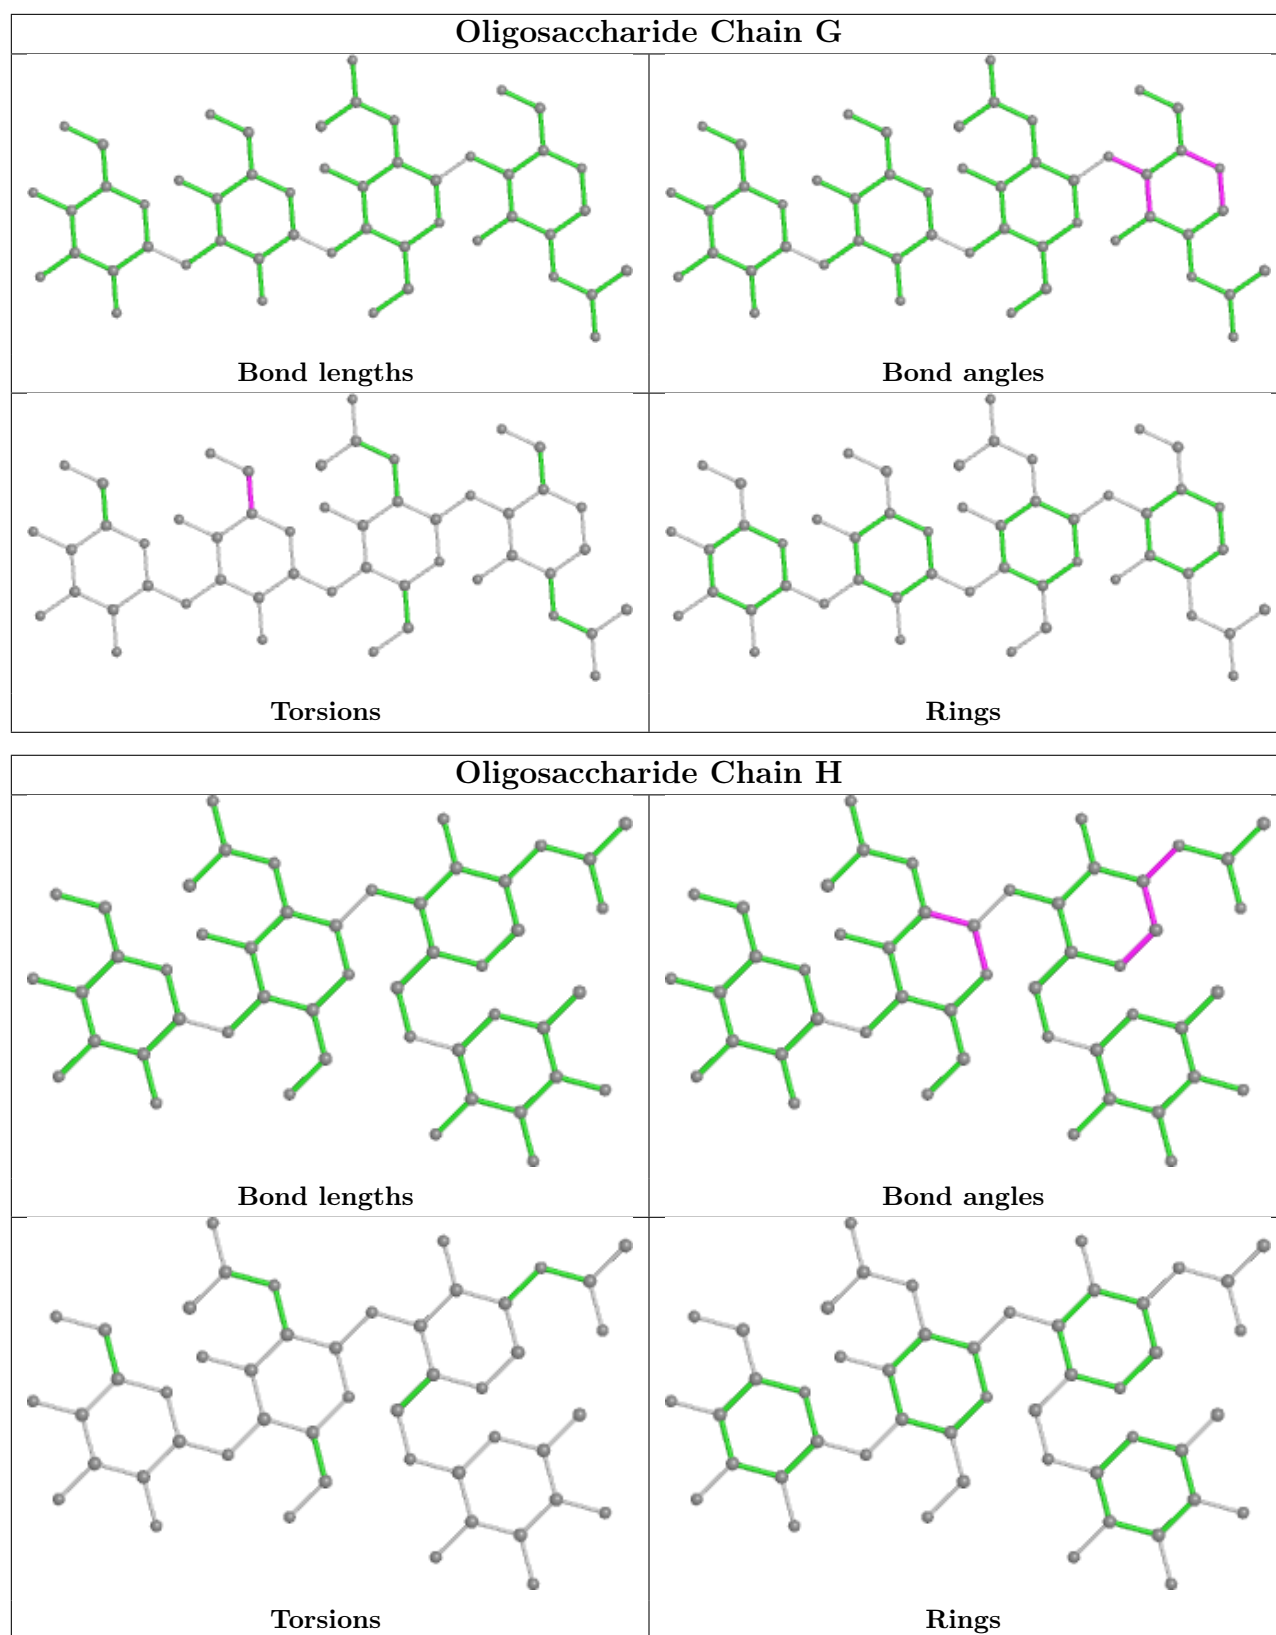 Oligosaccharide Chain G
Bond lengths
Bond angles
Torsions
Rings
Oligosaccharide Chain H
Bond lengths
Bond angles
Torsions
Rings